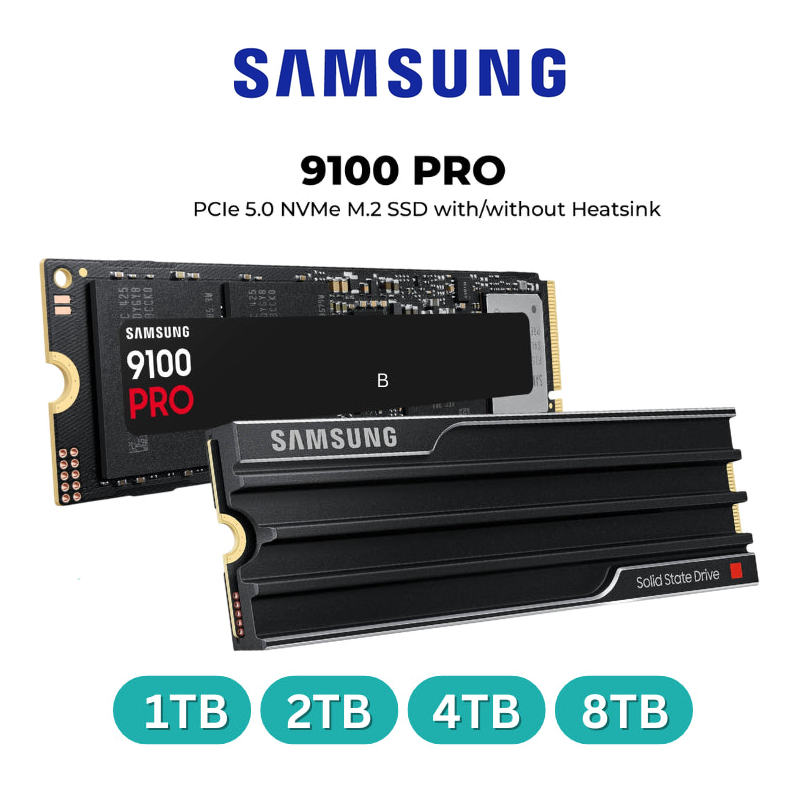 SAMSUNG
9100 PRO
PCIe 5.0 NVMe M.2 SSD with/without Heatsink
SAMSUNG
9100
PRO
B
SAMSUNG
Solid State Drive
1TB 2TB 4TB 8TB